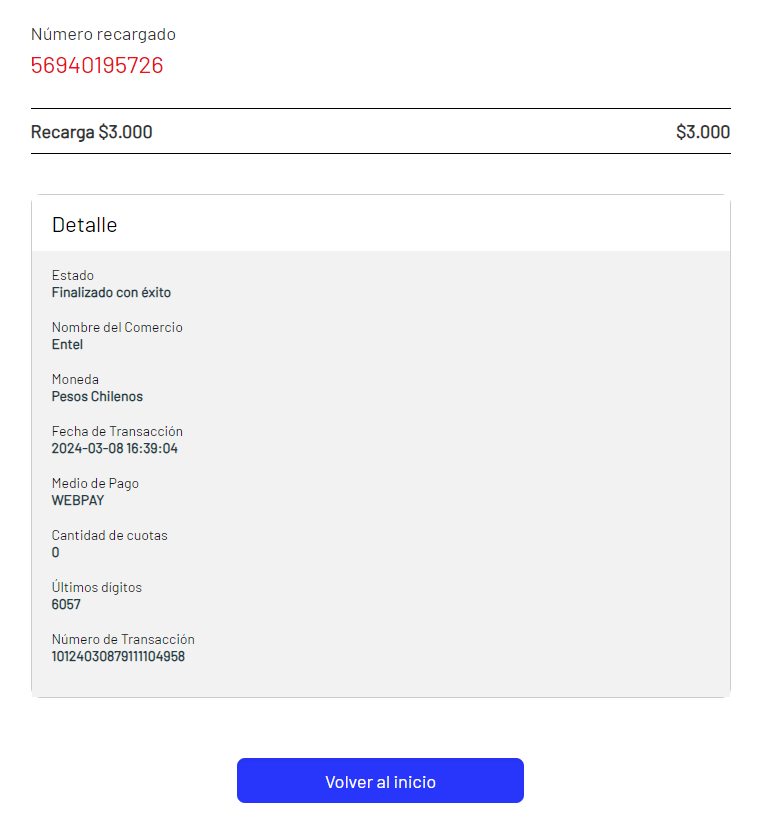 Número recargado
56940195726
Recarga $3.000 $3.000
Detalle
Estado
Finalizado con éxito
Nombre del Comercio
Entel
Moneda
Pesos Chilenos
Fecha de Transacción
2024-03-08 16:39:04
Medio de Pago
WEBPAY
Cantidad de cuotas
0
Últimos dígitos
6057
Número de Transacción
10124030879111104958
Volver al inicio